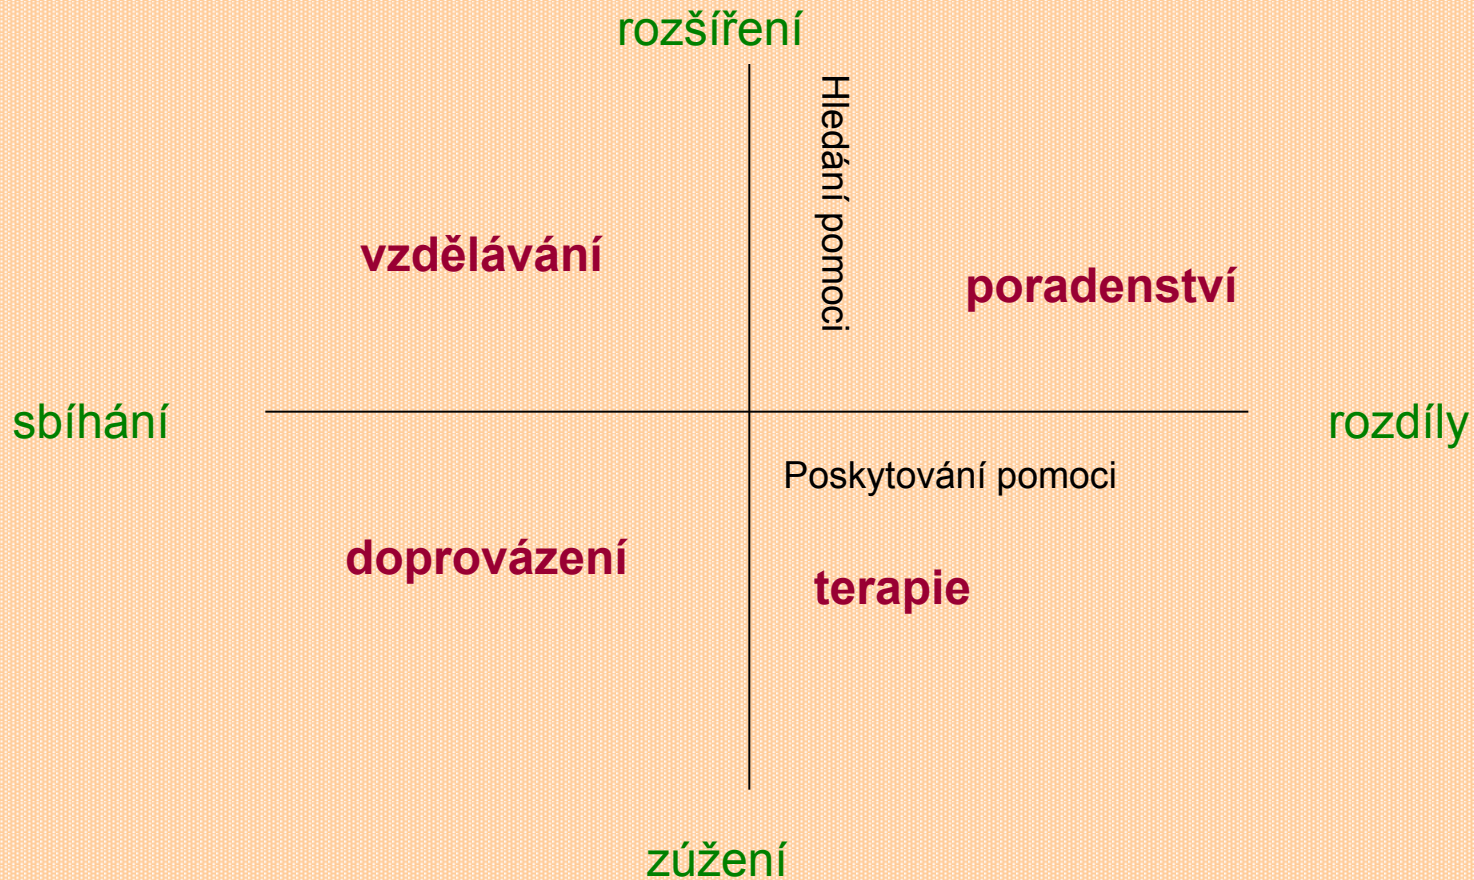 rozšíření
Hledání pomoci
vzdělávání
poradenství
sbíhání
rozdíly
Poskytování pomoci
doprovázení
terapie
zúžení